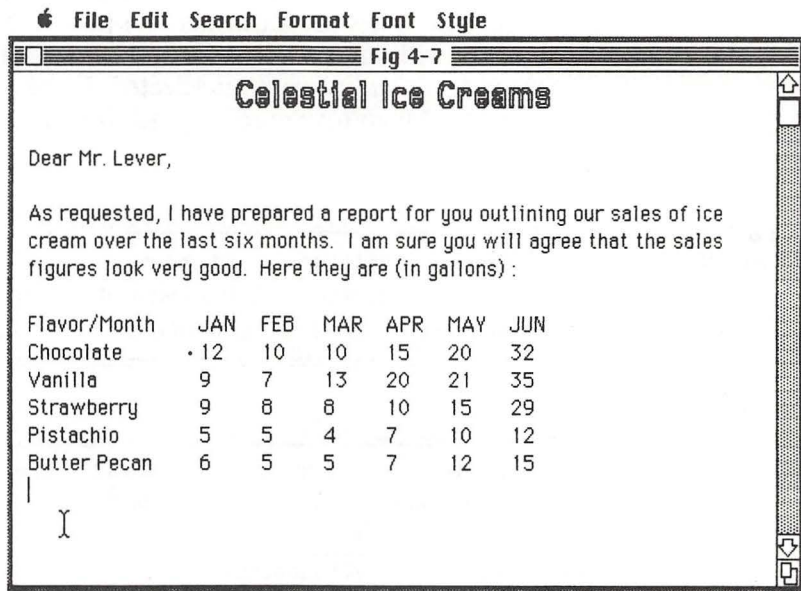 File Edit Search Format Font Style
Fig 4-7
Celestial Ice Creams
Dear Mr. Lever,
As requested, I have prepared a report for you outlining our sales of ice
cream over the last six months. I am sure you will agree that the sales
figures look very good. Here they are (in gallons) :
Flavor/Month JAN FEB MAR APR MAY JUN
Chocolate 12 10 10 15 20 32
Vanilla 9 7 13 20 21 35
Strawberry 9 8 8 10 15 29
Pistachio 5 5 4 7 10 12
Butter Pecan 6 5 5 7 12 15